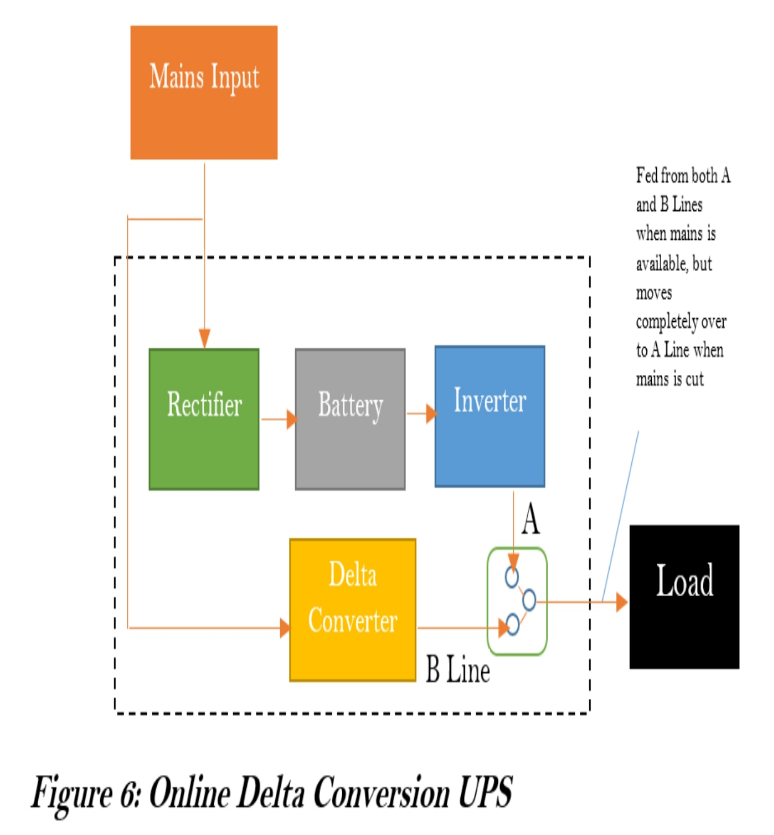 Mains Input
Fed from both A
and B Lines
when mains is
available, but
moves
completely over
to A Line when
mains is cut
Rectifier
Battery
Inverter
A
Delta
Converter
B Line
Load
Figure 6: Online Delta Conversion UPS